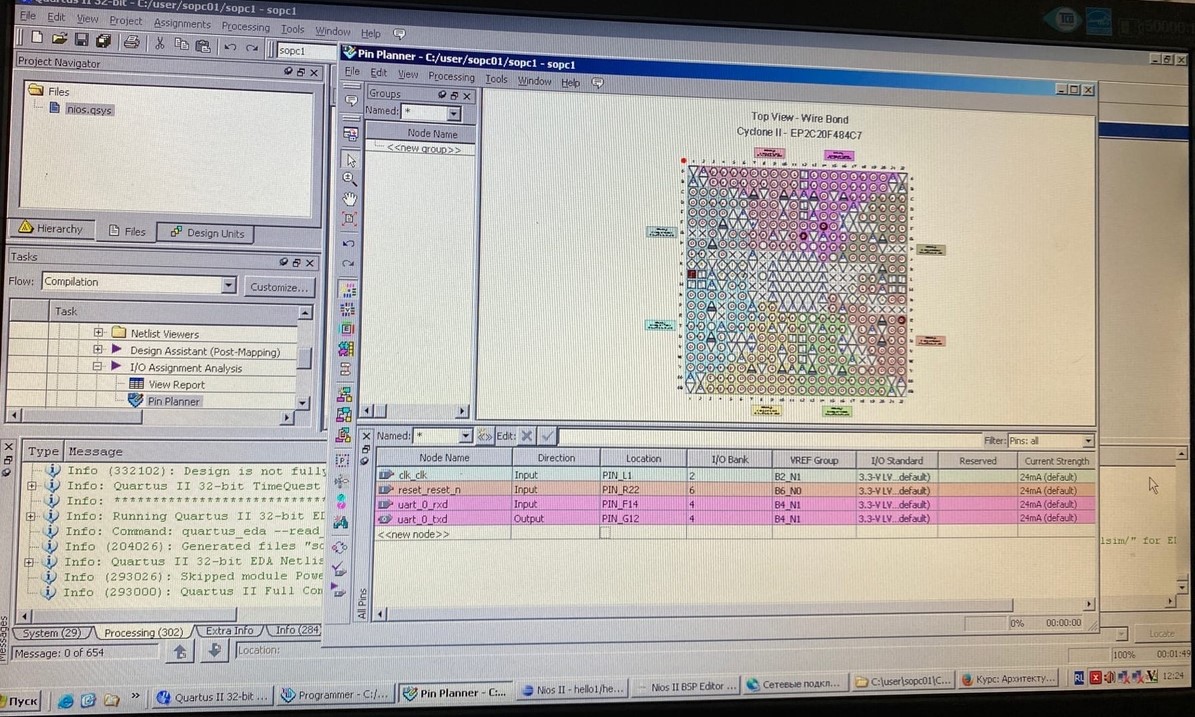 Quartus II 32-bit - C:/user/sopc01/sopc1 - sopc1
File Edit View Project Assignments Processing Tools Window Help
sopc1
Project Navigator
Files
nios.qsys
Hierarchy Files Design Units
Tasks
Flow: Compilation Customize...
Task
Netlist Viewers
Design Assistant (Post-Mapping)
I/O Assignment Analysis
View Report
Pin Planner
Pin Planner - C:/user/sopc01/sopc1 - sopc1
File Edit View Processing Tools Window Help
Groups
Named: *
Node Name
<<new group>>
Top View - Wire Bond
Cyclone II - EP2C20F484C7
Named: * Edit: Filter: Pins: all
Node Name Direction Location I/O Bank VREF Group I/O Standard Reserved Current Strength
clk_clk Input PIN_L1 2 B2_N1 3.3-V LV...default) 24mA (default)
reset_reset_n Input PIN_R22 6 B6_N0 3.3-V LV...default) 24mA (default)
uart_0_rxd Input PIN_F14 4 B4_N1 3.3-V LV...default) 24mA (default)
uart_0_txd Output PIN_G12 4 B4_N1 3.3-V LV...default) 24mA (default)
<<new node>>
All Pins
0% 00:00:00
Type Message
Info (332102): Design is not fully
Info: Quartus II 32-bit TimeQuest
Info: *******************************
Info: Running Quartus II 32-bit ED
Info: Command: quartus_eda --read_
Info (204026): Generated files "so
lsim/" for E
Info: Quartus II 32-bit EDA Netlis
Info (293026): Skipped module Powe
Info (293000): Quartus II Full Com
System (29) Processing (302) Extra Info Info (284
Messages
Message: 0 of 654 Location: Locate
100% 00:01:49
Пуск
Quartus II 32-bit ... Programmer - C:/... Pin Planner - C:... Nios II - hello1/he... Nios II BSP Editor ... Сетевые подкл... C:\user\sopc01\C... Курс: Архитекту... RL 12:24